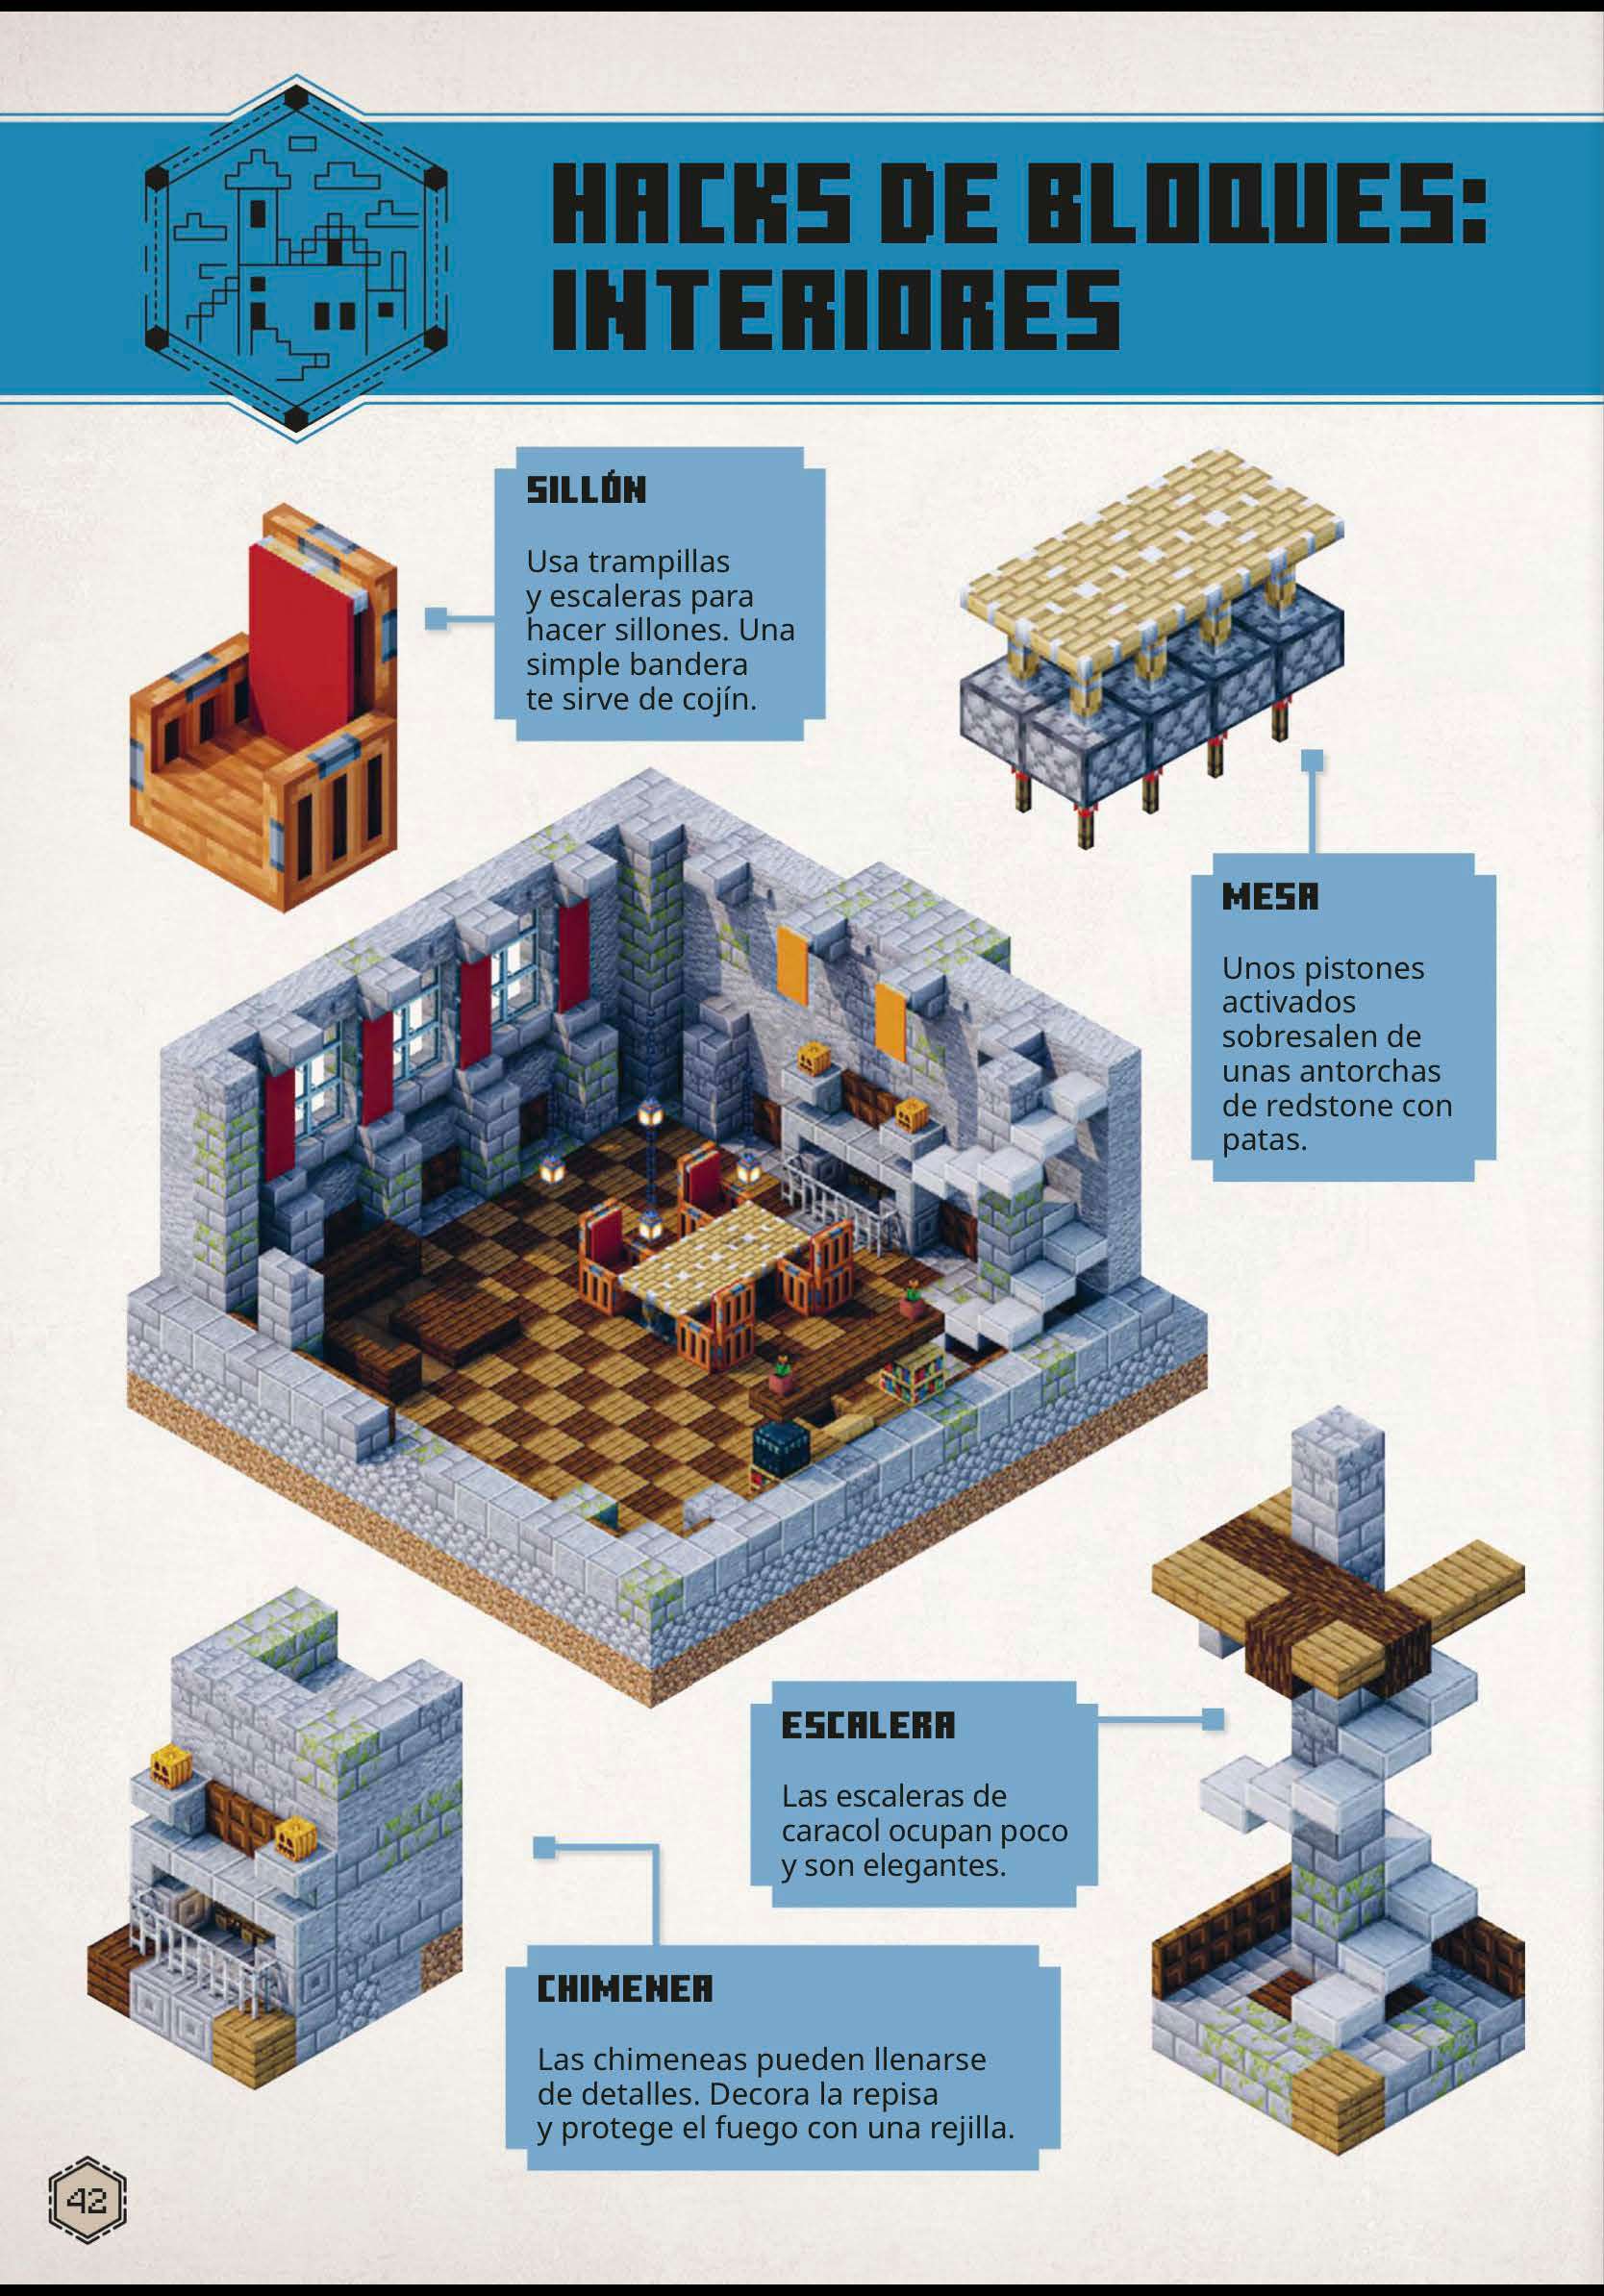 HACKS DE BLOQUES:
INTERIORES
SILLÓN
Usa trampillas
y escaleras para
hacer sillones. Una
simple bandera
te sirve de cojín.
MESA
Unos pistones
activados
sobresalen de
unas antorchas
de redstone con
patas.
ESCALERA
Las escaleras de
caracol ocupan poco
y son elegantes.
CHIMENEA
Las chimeneas pueden llenarse
de detalles. Decora la repisa
y protege el fuego con una rejilla.
42